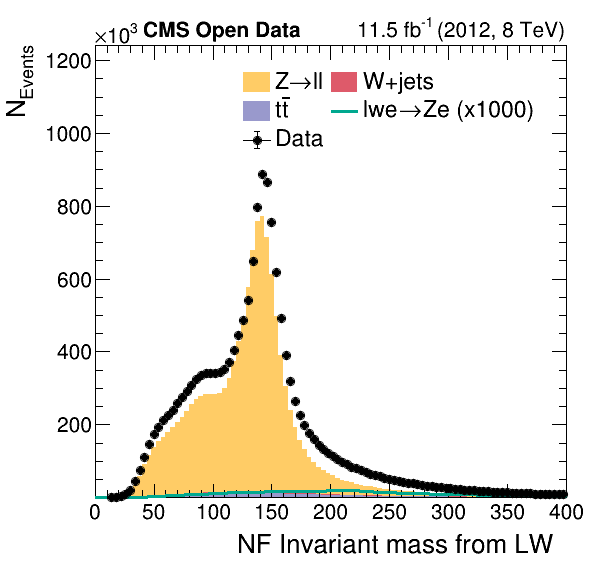 ×10³ CMS Open Data 11.5 fb⁻¹ (2012, 8 TeV)
N_Events
1200
1000
800
600
400
200
Z→ll W+jets
tt̄ lwe→Ze (x1000)
Data
0 50 100 150 200 250 300 350 400
NF Invariant mass from LW